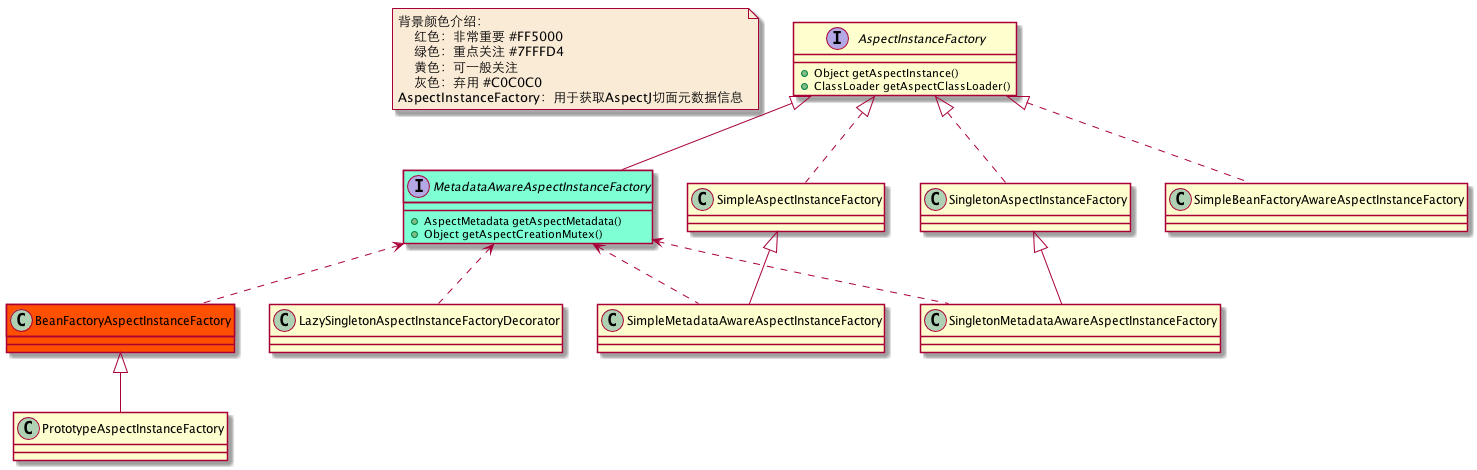 背景颜色介绍：
红色：非常重要 #FF5000
绿色：重点关注 #7FFFD4
黄色：可一般关注
灰色：弃用 #C0C0C0
AspectInstanceFactory：用于获取AspectJ切面元数据信息
I AspectInstanceFactory
Object getAspectInstance()
ClassLoader getAspectClassLoader()
I MetadataAwareAspectInstanceFactory
AspectMetadata getAspectMetadata()
Object getAspectCreationMutex()
C SimpleAspectInstanceFactory
C SingletonAspectInstanceFactory
C SimpleBeanFactoryAwareAspectInstanceFactory
C BeanFactoryAspectInstanceFactory
C LazySingletonAspectInstanceFactoryDecorator
C SimpleMetadataAwareAspectInstanceFactory
C SingletonMetadataAwareAspectInstanceFactory
C PrototypeAspectInstanceFactory